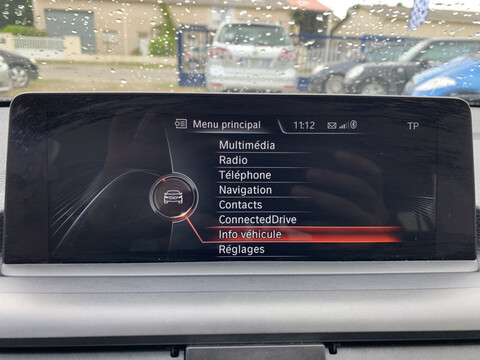 Menu principal
11:12
TP
Multimédia
Radio
Téléphone
Navigation
Contacts
ConnectedDrive
Info véhicule
Réglages